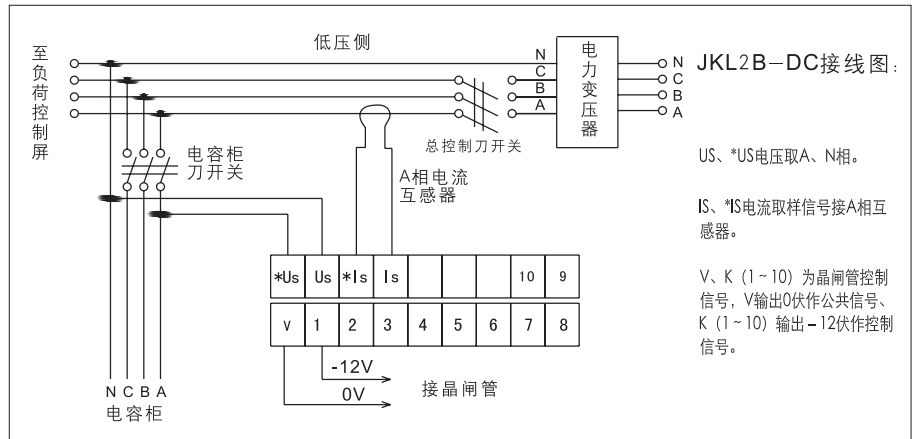 JKL2B-DC接线图：
至负荷控制屏
低压侧
N
C
B
A
电力变压器
N
C
B
A
总控制刀开关
电容柜
刀开关
A相电流
互感器
US、*US电压取A、N相。
IS、*IS电流取样信号接A相互
感器。
V、K（1~10）为晶闸管控制
信号，V输出0伏作公共信号、
K（1~10）输出-12伏作控制
信号。
*Us Us *Is Is 10 9
V 1 2 3 4 5 6 7 8
-12V
0V
接晶闸管
N C B A
电容柜